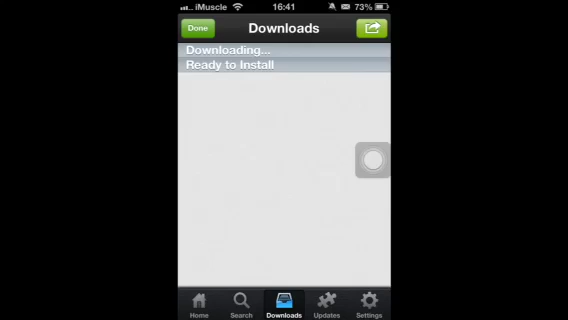 iMuscle 16:41 73%
Done Downloads
Downloading...
Ready to Install
Home Search Downloads Updates Settings